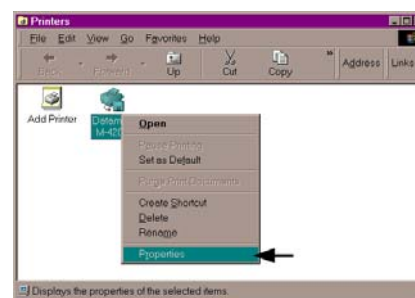 Printers
File Edit View Go Favorites Help
Back Forward Up Cut Copy » Address Links
Add Printer
Open
Pause Printing
Set as Default
Purge Print Documents
Create Shortcut
Delete
Rename
Properties
Displays the properties of the selected items.